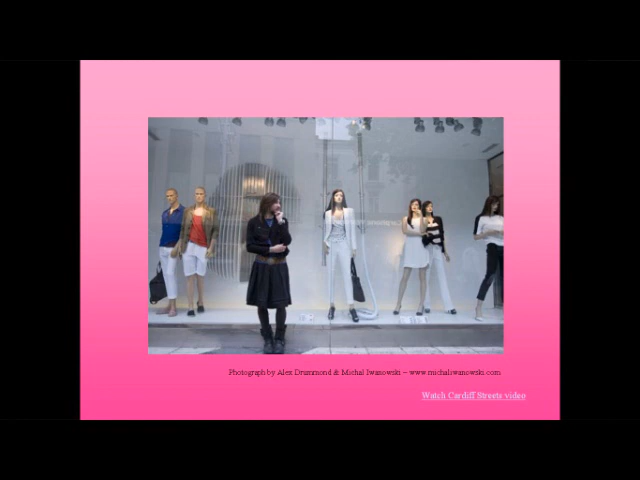 Photograph by Alex Drummond & Michal Iwanowski – www.michaliwanowski.com
Watch Cardiff Streets video